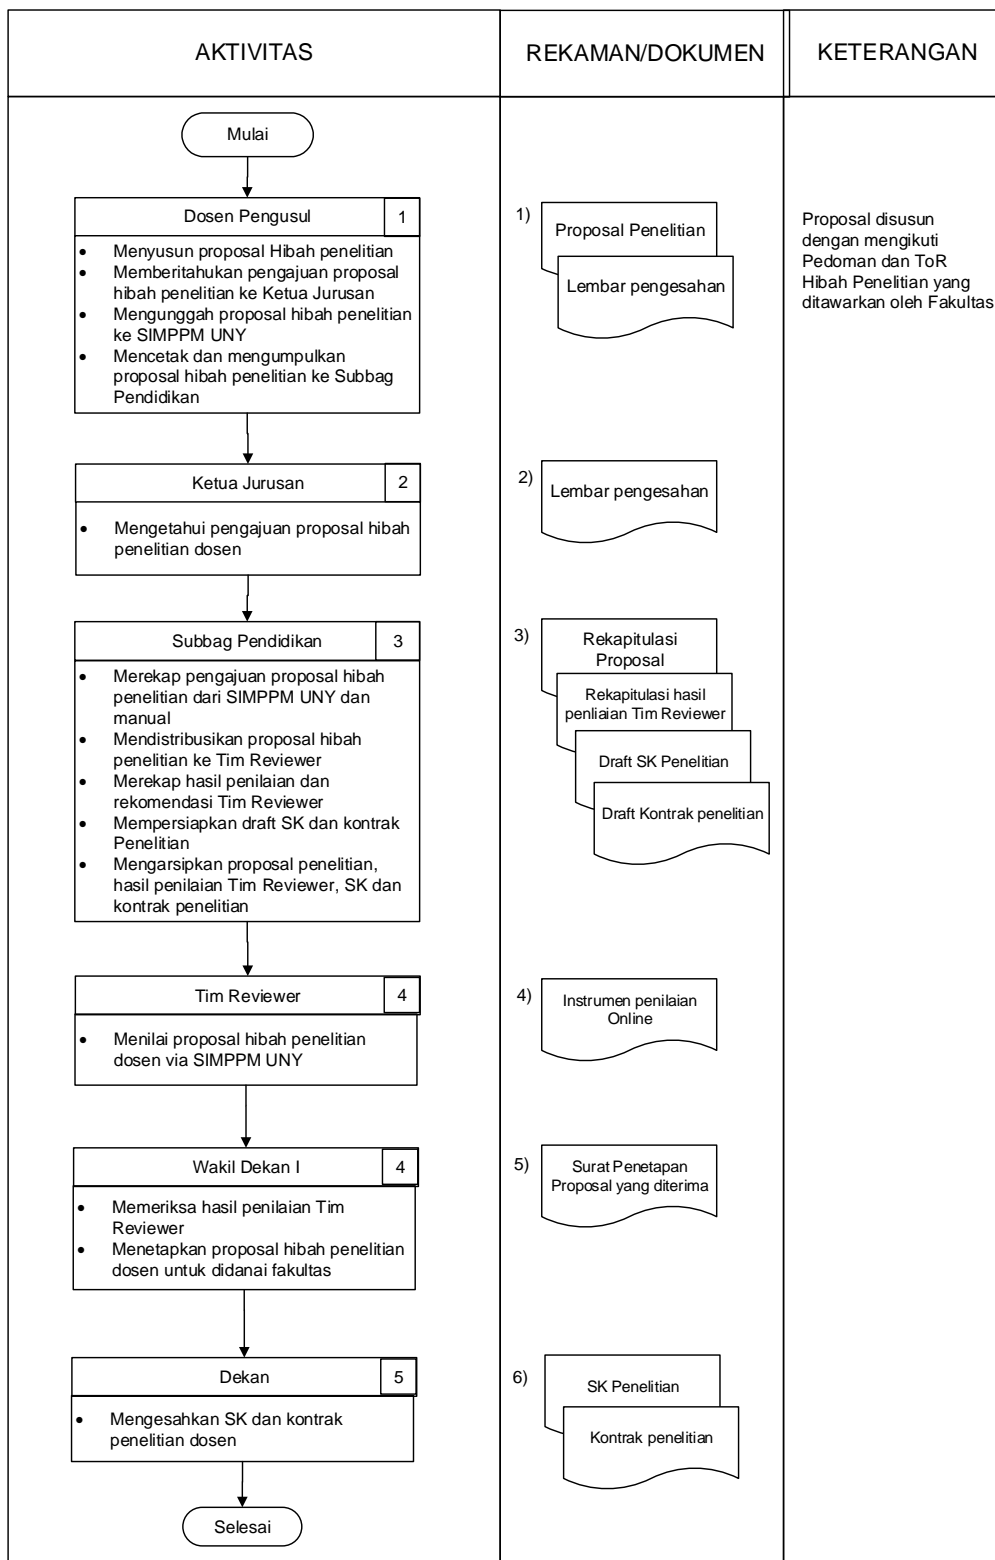 AKTIVITAS
REKAMAN/DOKUMEN
KETERANGAN
Mulai
Dosen Pengusul
1
• Menyusun proposal Hibah penelitian
• Memberitahukan pengajuan proposal
hibah penelitian ke Ketua Jurusan
• Mengunggah proposal hibah penelitian
ke SIMPPM UNY
• Mencetak dan mengumpulkan
proposal hibah penelitian ke Subbag
Pendidikan
1)
Proposal Penelitian
Lembar pengesahan
Proposal disusun
dengan mengikuti
Pedoman dan ToR
Hibah Penelitian yang
ditawarkan oleh Fakultas
Ketua Jurusan
2
• Mengetahui pengajuan proposal hibah
penelitian dosen
2)
Lembar pengesahan
Subbag Pendidikan
3
• Merekap pengajuan proposal hibah
penelitian dari SIMPPM UNY dan
manual
• Mendistribusikan proposal hibah
penelitian ke Tim Reviewer
• Merekap hasil penilaian dan
rekomendasi Tim Reviewer
• Mempersiapkan draft SK dan kontrak
Penelitian
• Mengarsipkan proposal penelitian,
hasil penilaian Tim Reviewer, SK dan
kontrak penelitian
3)
Rekapitulasi
Proposal
Rekapitulasi hasil
penliaian Tim Reviewer
Draft SK Penelitian
Draft Kontrak penelitian
Tim Reviewer
4
• Menilai proposal hibah penelitian
dosen via SIMPPM UNY
4)
Instrumen penilaian
Online
Wakil Dekan I
4
• Memeriksa hasil penilaian Tim
Reviewer
• Menetapkan proposal hibah penelitian
dosen untuk didanai fakultas
5)
Surat Penetapan
Proposal yang diterima
Dekan
5
• Mengesahkan SK dan kontrak
penelitian dosen
6)
SK Penelitian
Kontrak penelitian
Selesai